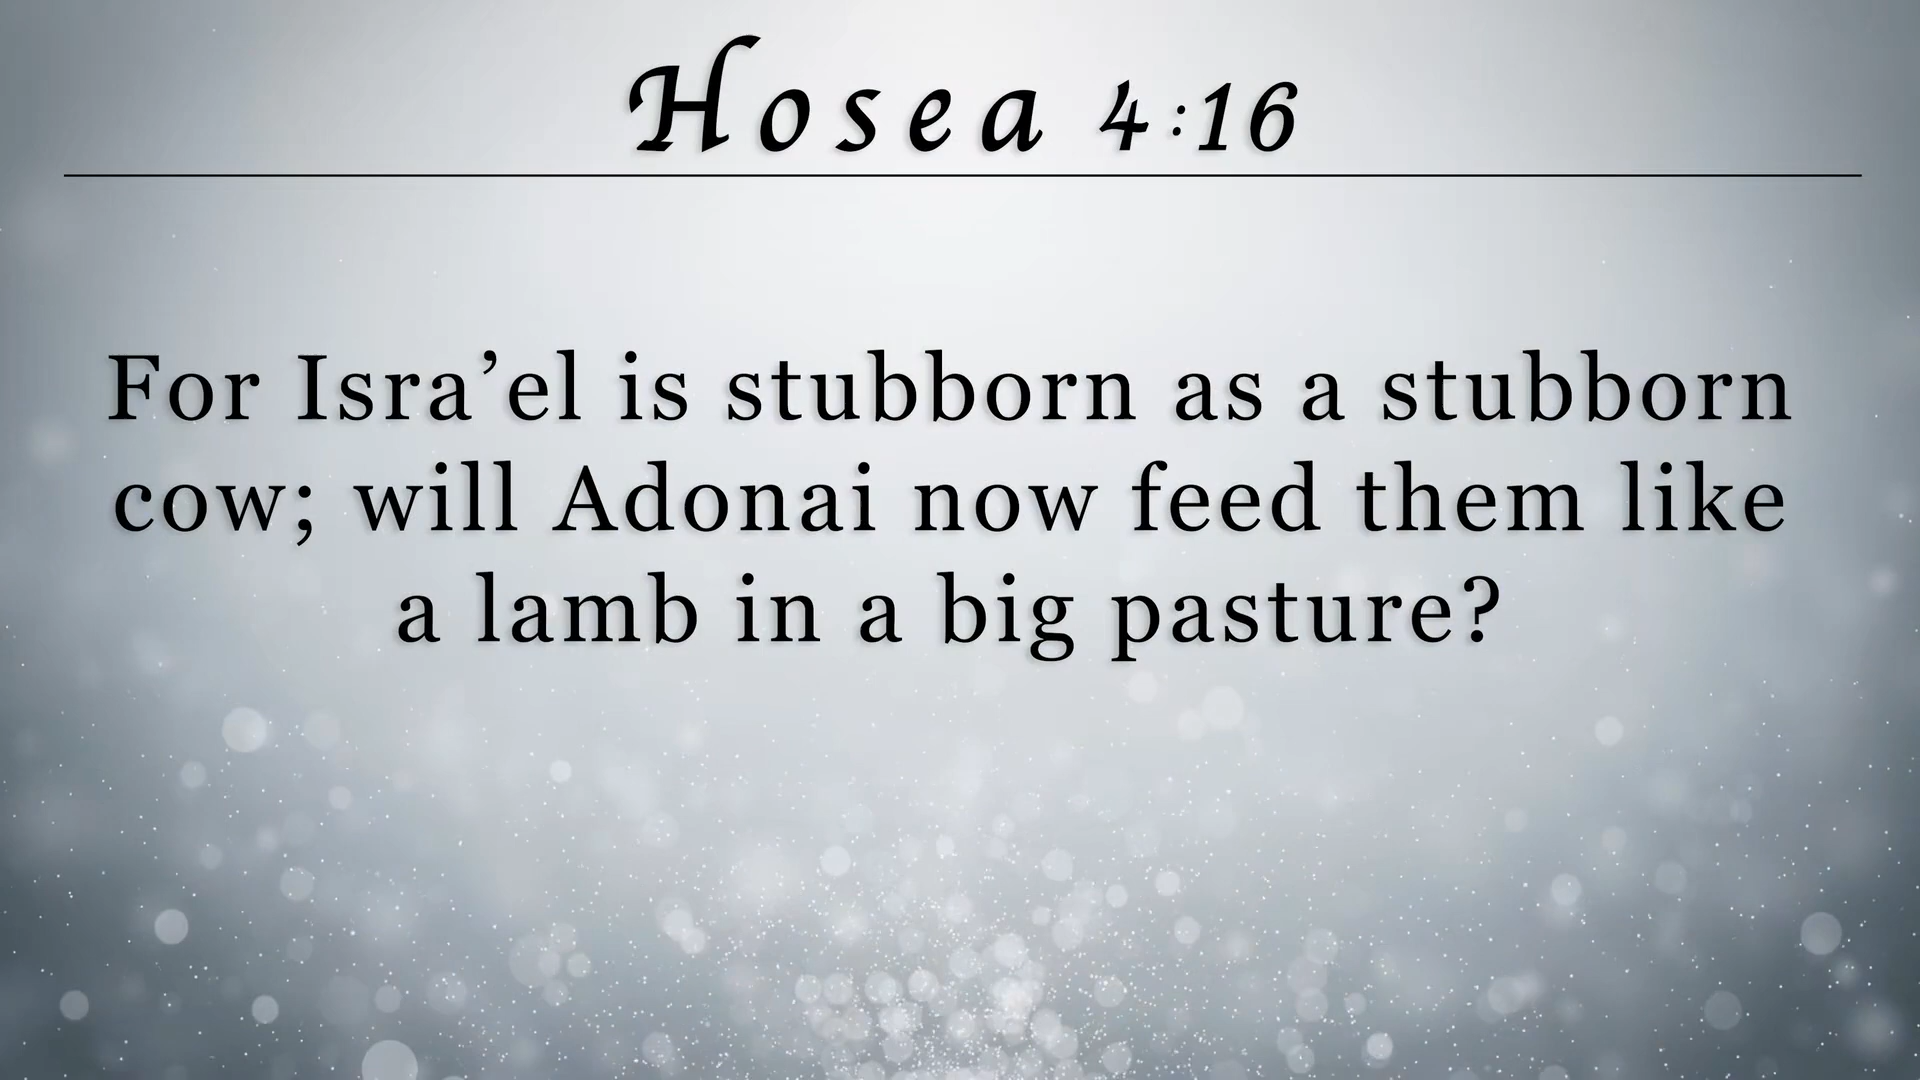 Hosea 4:16
For Isra’el is stubborn as a stubborn
cow; will Adonai now feed them like
a lamb in a big pasture?